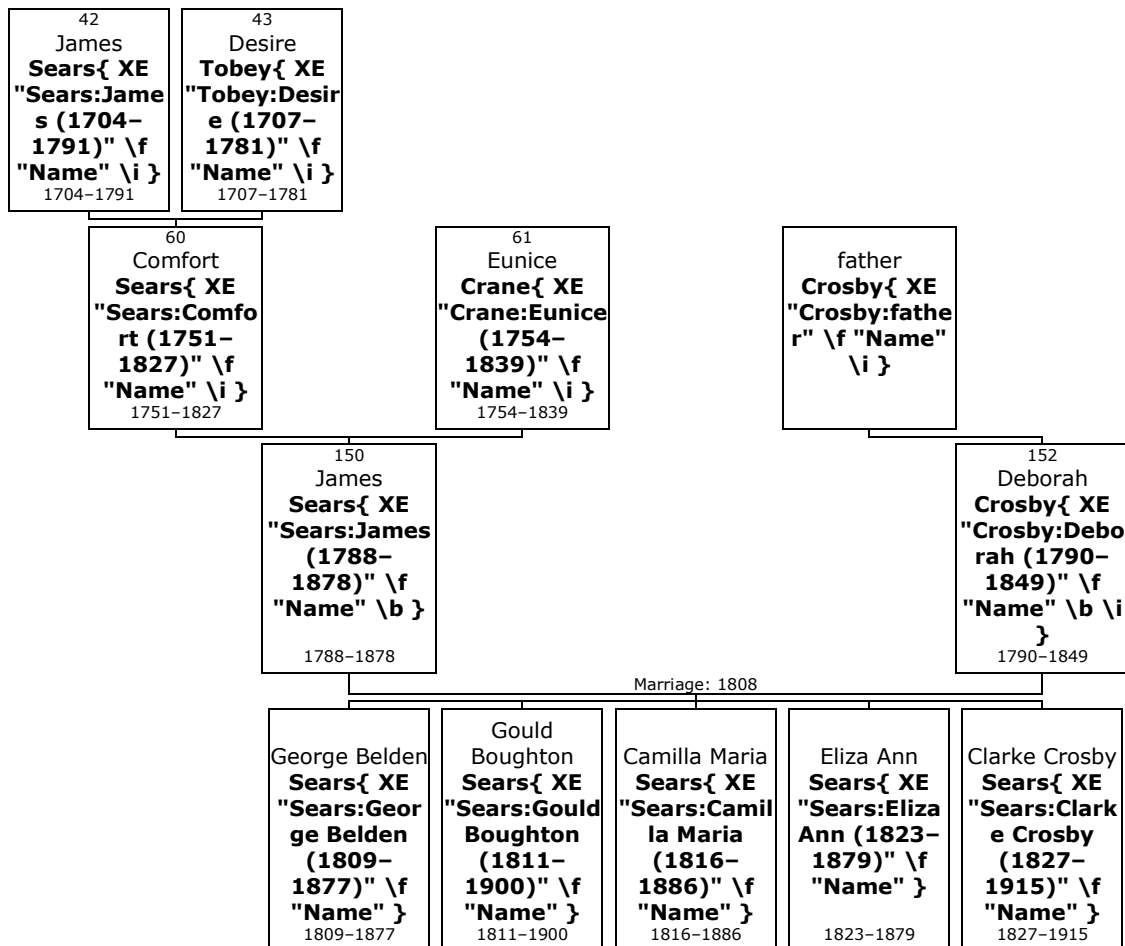 42
James
Sears{ XE
"Sears:Jame
s (1704–
1791)" \f
"Name" \i }
1704–1791
43
Desire
Tobey{ XE
"Tobey:Desir
e (1707–
1781)" \f
"Name" \i }
1707–1781
60
Comfort
Sears{ XE
"Sears:Comfo
rt (1751–
1827)" \f
"Name" \i }
1751–1827
61
Eunice
Crane{ XE
"Crane:Eunice
(1754–
1839)" \f
"Name" \i }
1754–1839
father
Crosby{ XE
"Crosby:fathe
r" \f "Name"
\i }
150
James
Sears{ XE
"Sears:James
(1788–
1878)" \f
"Name" \b }
1788–1878
152
Deborah
Crosby{ XE
"Crosby:Debo
rah (1790–
1849)" \f
"Name" \b \i
}
1790–1849
Marriage: 1808
George Belden
Sears{ XE
"Sears:Geor
ge Belden
(1809–
1877)" \f
"Name" }
1809–1877
Gould
Boughton
Sears{ XE
"Sears:Gould
Boughton
(1811–
1900)" \f
"Name" }
1811–1900
Camilla Maria
Sears{ XE
"Sears:Camil
la Maria
(1816–
1886)" \f
"Name" }
1816–1886
Eliza Ann
Sears{ XE
"Sears:Eliza
Ann (1823–
1879)" \f
"Name" }
1823–1879
Clarke Crosby
Sears{ XE
"Sears:Clark
e Crosby
(1827–
1915)" \f
"Name" }
1827–1915